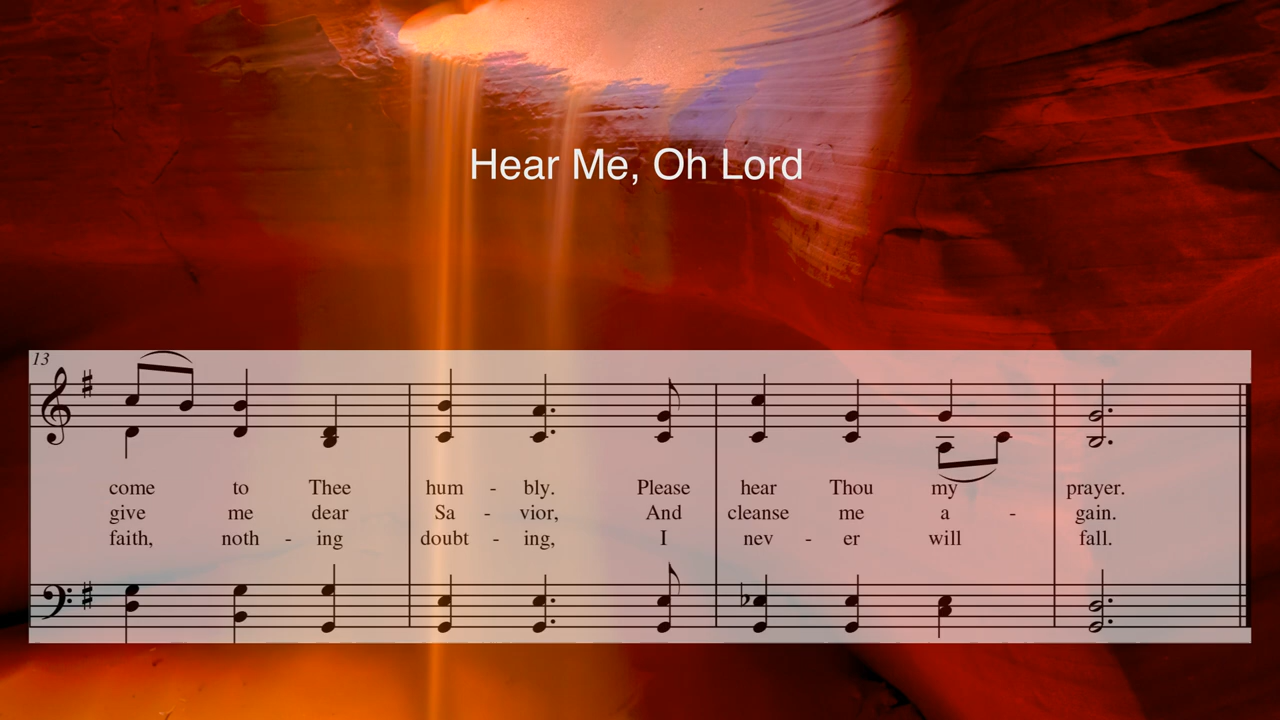 Hear Me, Oh Lord
13
come to Thee hum - bly. Please hear Thou my prayer.
give me dear Sa - vior, And cleanse me a - gain.
faith, noth - ing doubt - ing, I nev - er will fall.